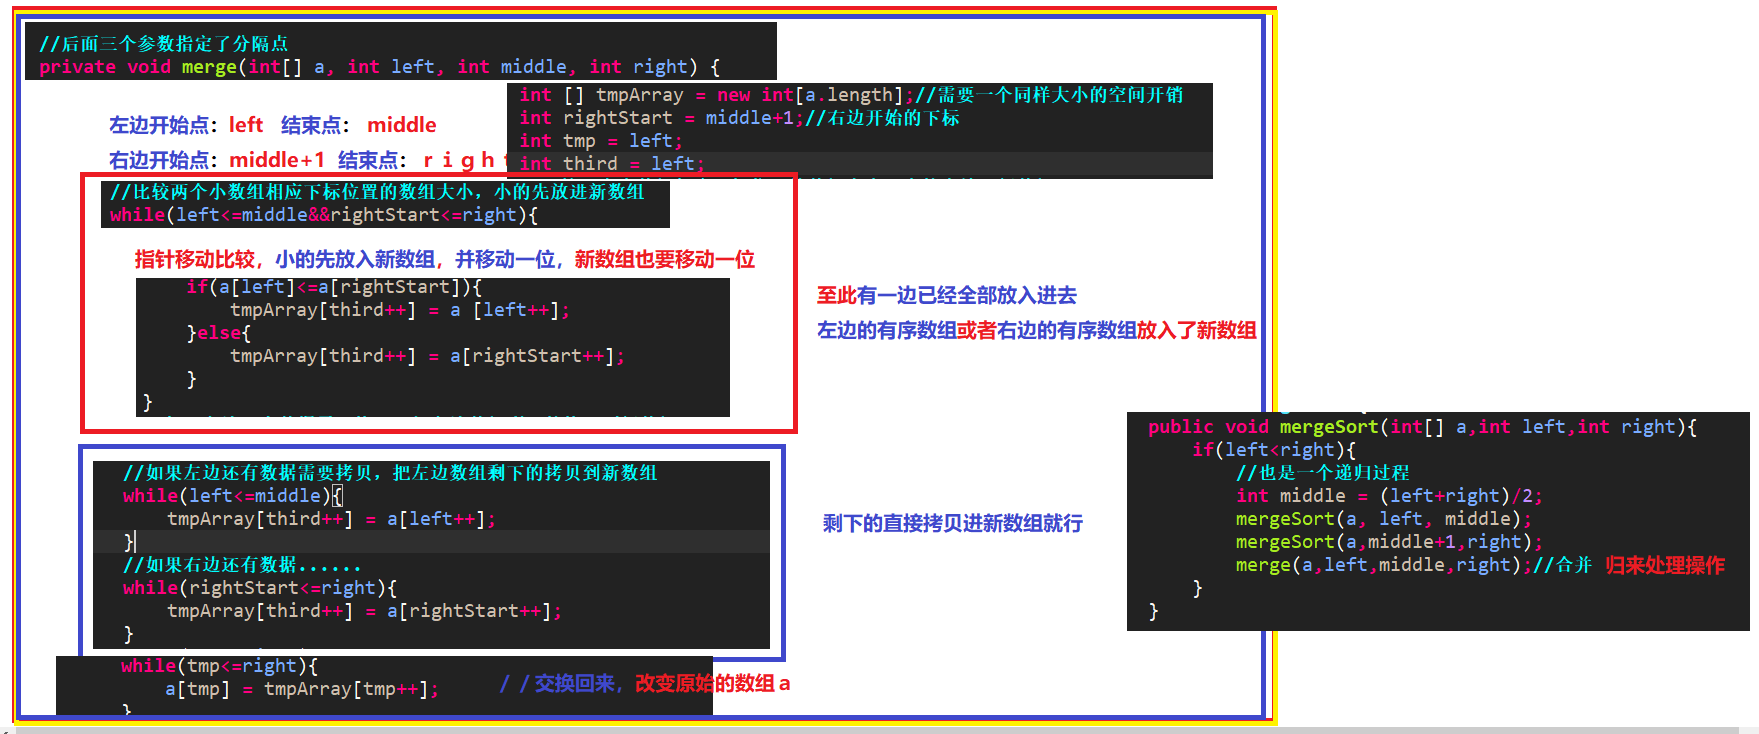 //后面三个参数指定了分隔点
private void merge(int[] a, int left, int middle, int right) {
int [] tmpArray = new int[a.length];//需要一个同样大小的空间开销
int rightStart = middle+1;//右边开始的下标
int tmp = left;
int third = left;
左边开始点：left 结束点： middle
右边开始点：middle+1 结束点：ｒｉｇｈｔ
//比较两个小数组相应下标位置的数组大小，小的先放进新数组
while(left<=middle&&rightStart<=right){
指针移动比较，小的先放入新数组，并移动一位，新数组也要移动一位
if(a[left]<=a[rightStart]){
tmpArray[third++] = a [left++];
}else{
tmpArray[third++] = a[rightStart++];
}
}
至此有一边已经全部放入进去
左边的有序数组或者右边的有序数组放入了新数组
//如果左边还有数据需要拷贝，把左边数组剩下的拷贝到新数组
while(left<=middle){
tmpArray[third++] = a[left++];
}
//如果右边还有数据......
while(rightStart<=right){
tmpArray[third++] = a[rightStart++];
}
剩下的直接拷贝进新数组就行
while(tmp<=right){
a[tmp] = tmpArray[tmp++];
}
／／交换回来，改变原始的数组ａ
public void mergeSort(int[] a,int left,int right){
if(left<right){
//也是一个递归过程
int middle = (left+right)/2;
mergeSort(a, left, middle);
mergeSort(a,middle+1,right);
merge(a,left,middle,right);//合并 归来处理操作
}
}